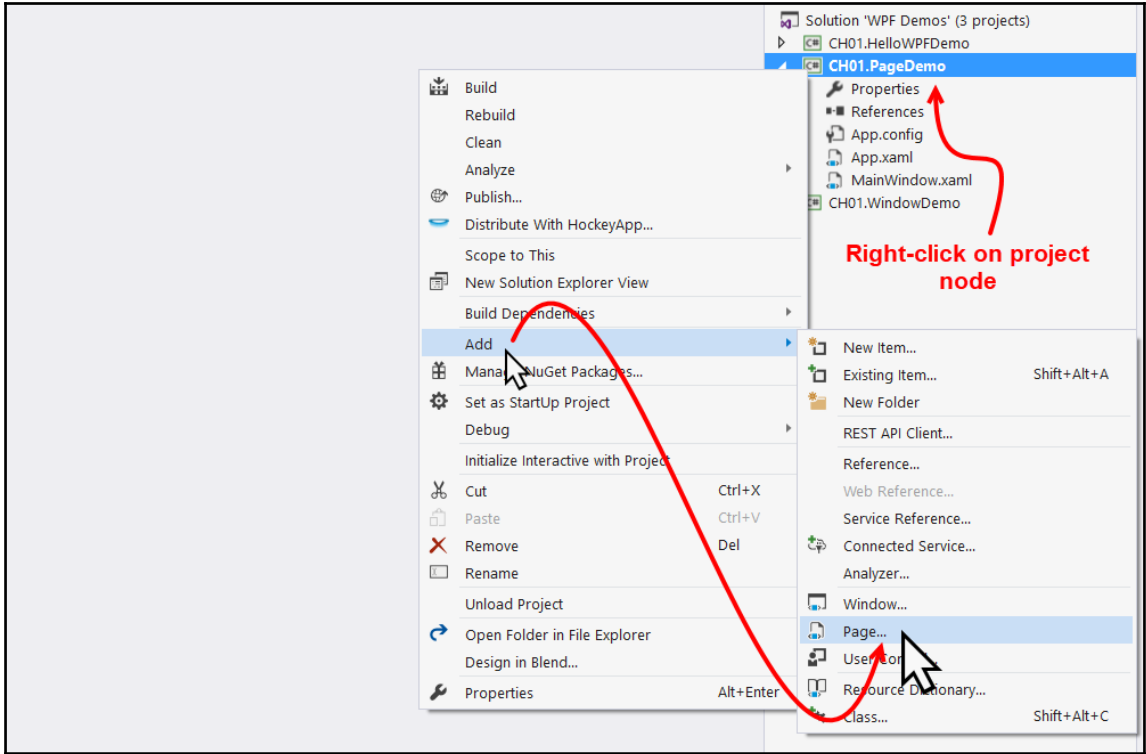 Solution 'WPF Demos' (3 projects)
C# CH01.HelloWPFDemo
C# CH01.PageDemo
Properties
References
App.config
App.xaml
MainWindow.xaml
C# CH01.WindowDemo
Right-click on project
node
Build
Rebuild
Clean
Analyze
Publish...
Distribute With HockeyApp...
Scope to This
New Solution Explorer View
Build Dependencies
Add
NuGet Packages...
Set as StartUp Project
Debug
Initialize Interactive with Project
Cut Ctrl+X
Paste Ctrl+V
Remove Del
Rename
Unload Project
Open Folder in File Explorer
Design in Blend...
Properties Alt+Enter
New Item...
Existing Item... Shift+Alt+A
New Folder
REST API Client...
Reference...
Web Reference...
Service Reference...
Connected Service...
Analyzer...
Window...
Page...
User
Resource Dictionary...
Class... Shift+Alt+C